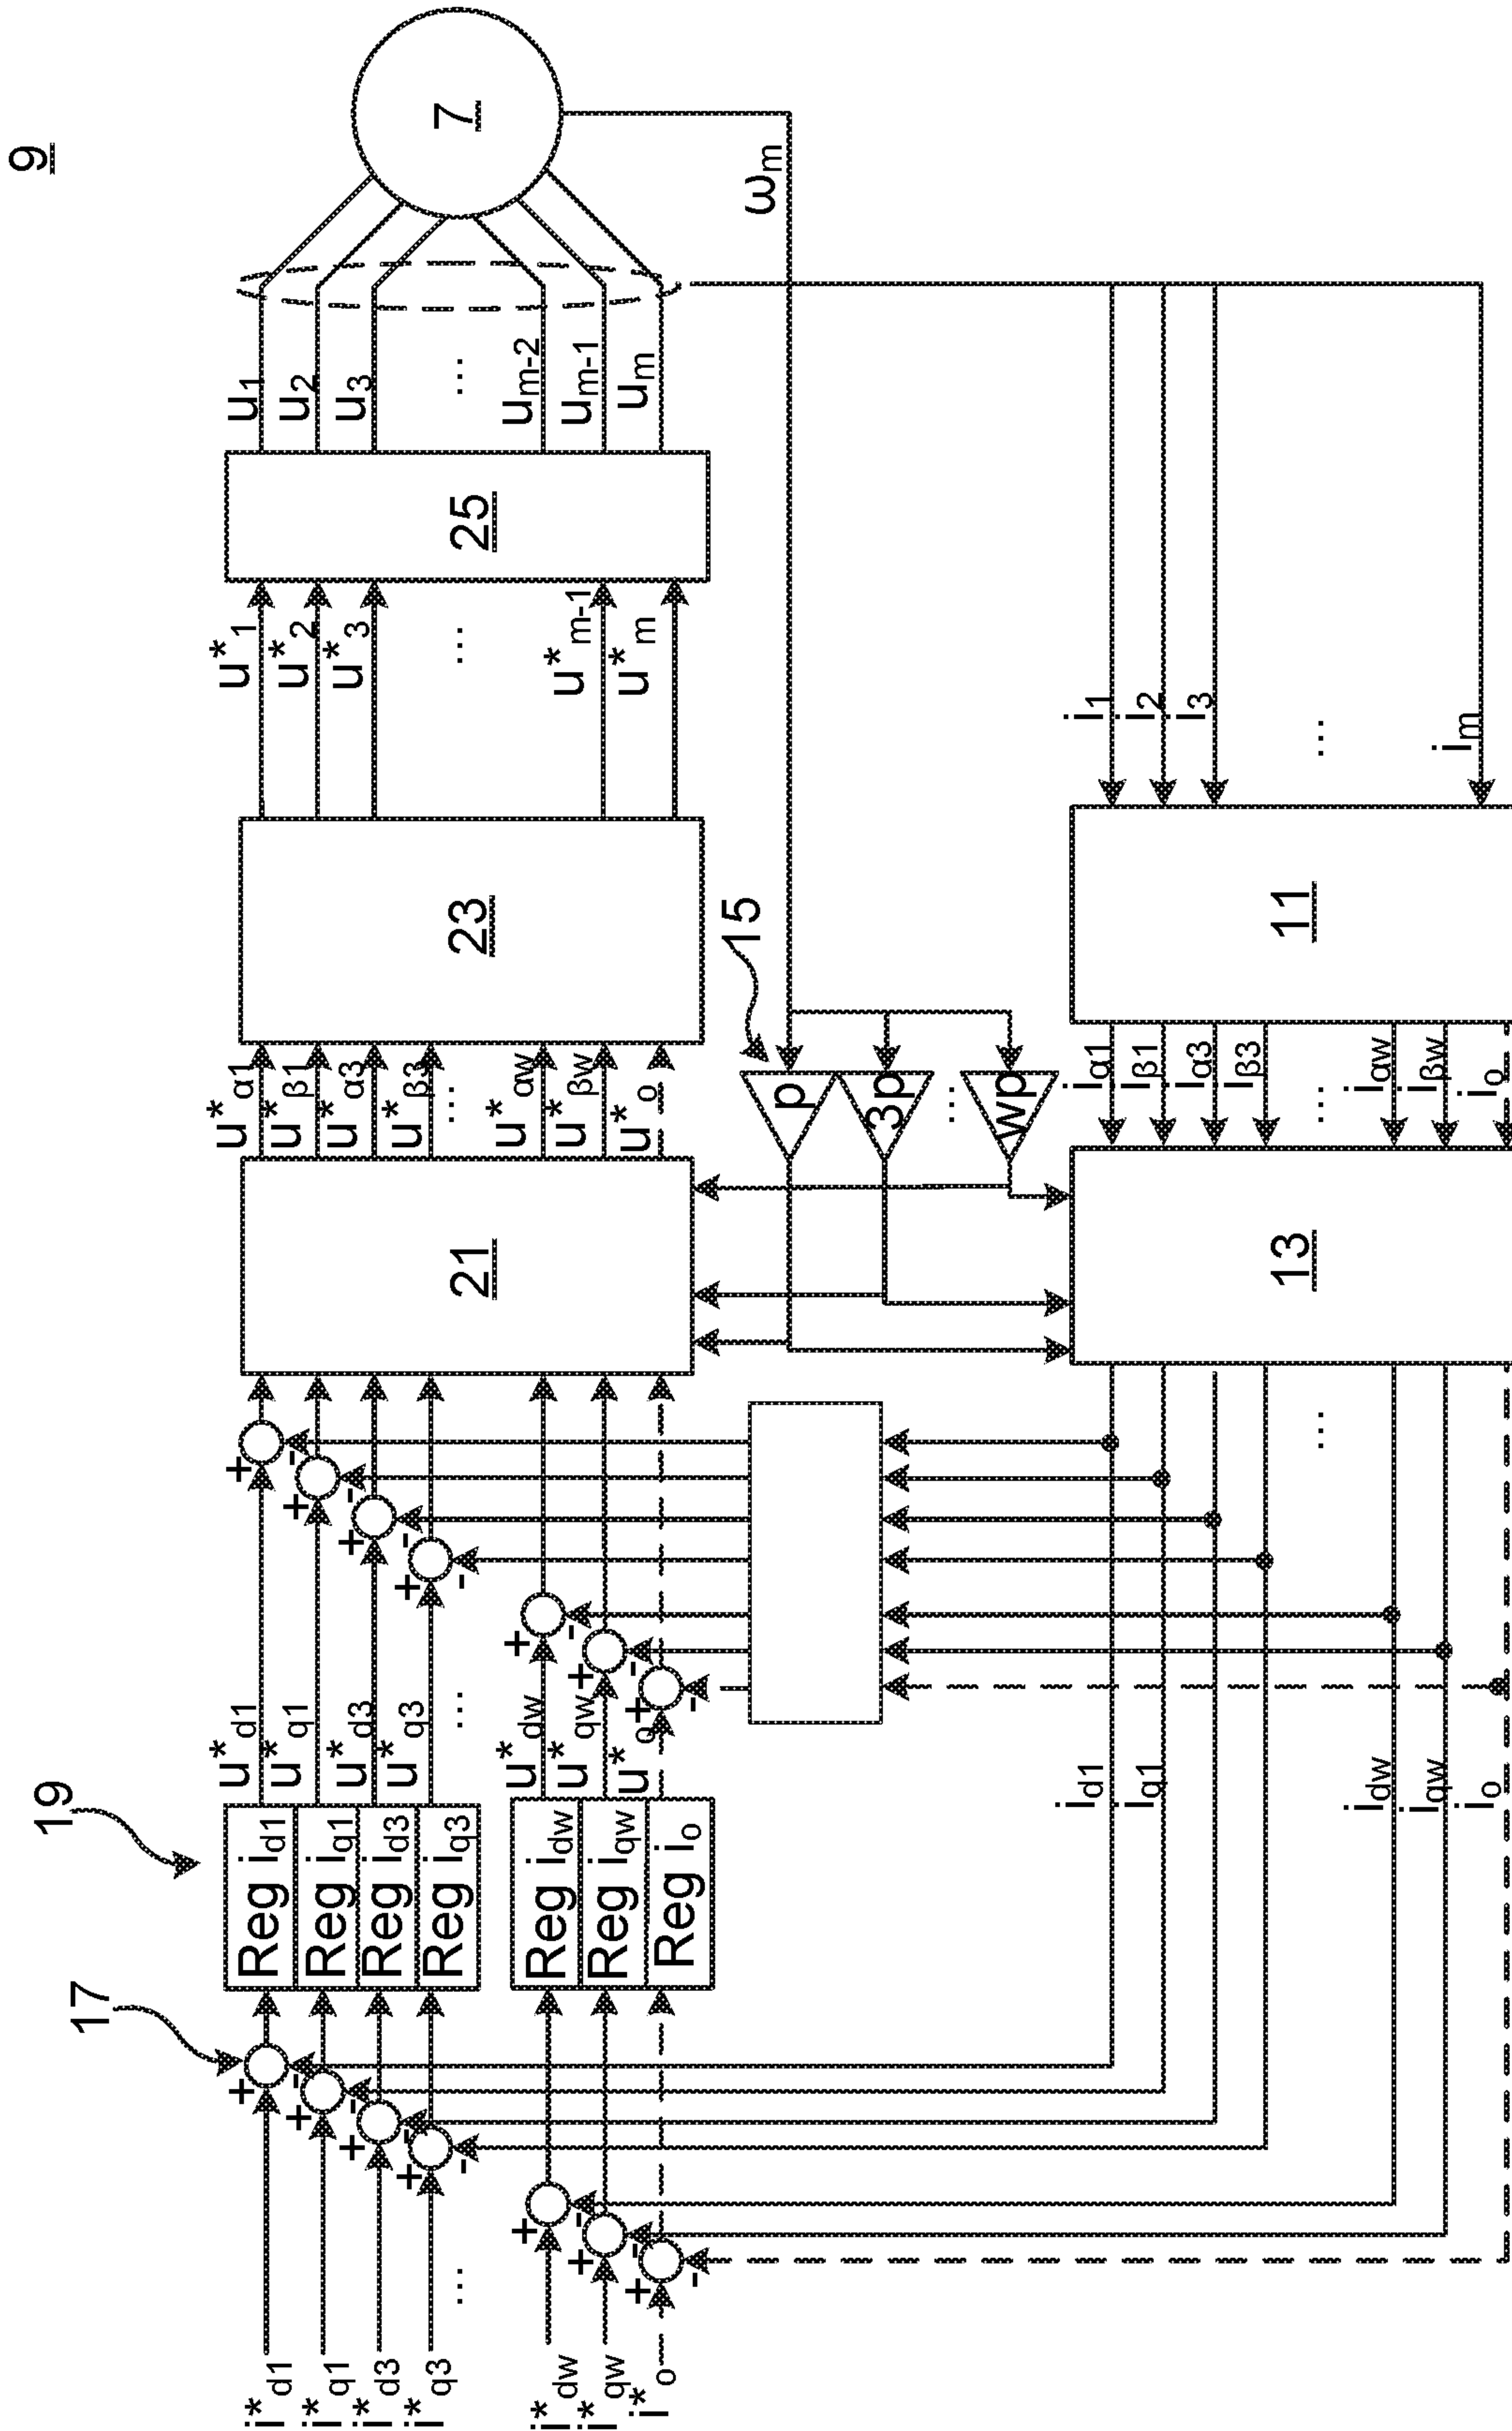 9
19
17
i*d1
i*q1
i*d3
i*q3
...
i*dw
i*qw
i*o
+
-
+
-
+
-
+
-
+
-
+
-
+
-
Reg id1
Reg iq1
Reg id3
Reg iq3
Reg idw
Reg iqw
Reg io
u*d1
u*q1
u*d3
u*q3
...
u*dw
u*qw
u*o
+
-
+
-
+
-
+
-
+
-
+
-
+
-
21
u*α1
u*β1
u*α3
u*β3
...
u*αw
u*βw
u*o
23
u*1
u*2
u*3
...
u*m-1
u*m
25
u1
u2
u3
...
um-2
um-1
um
7
ωm
15
p
3p
...
wp
id1
iq1
...
idw
iqw
io
13
iα1
iβ1
iα3
iβ3
...
iαw
iβw
io
11
i1
i2
i3
...
im